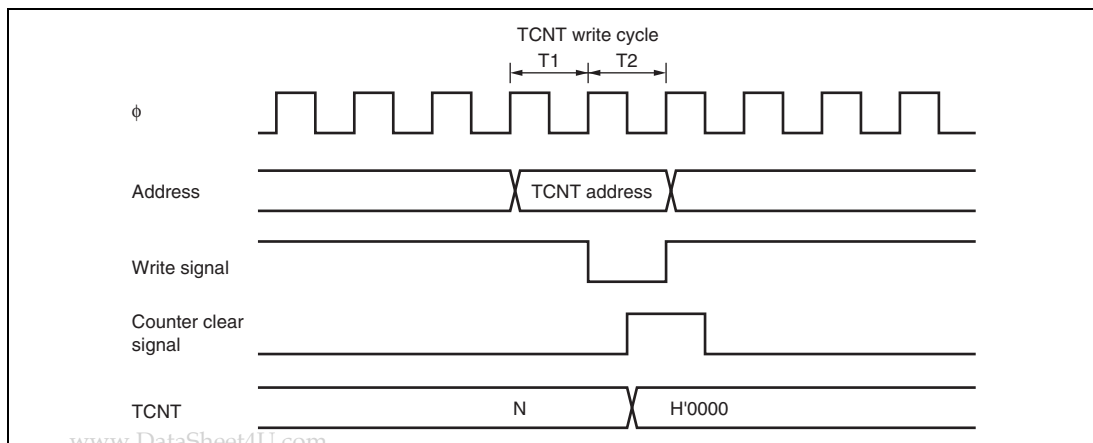 TCNT write cycle
T1 T2
ϕ
Address TCNT address
Write signal
Counter clear
signal
TCNT N H'0000
www.DataSheet4U.com